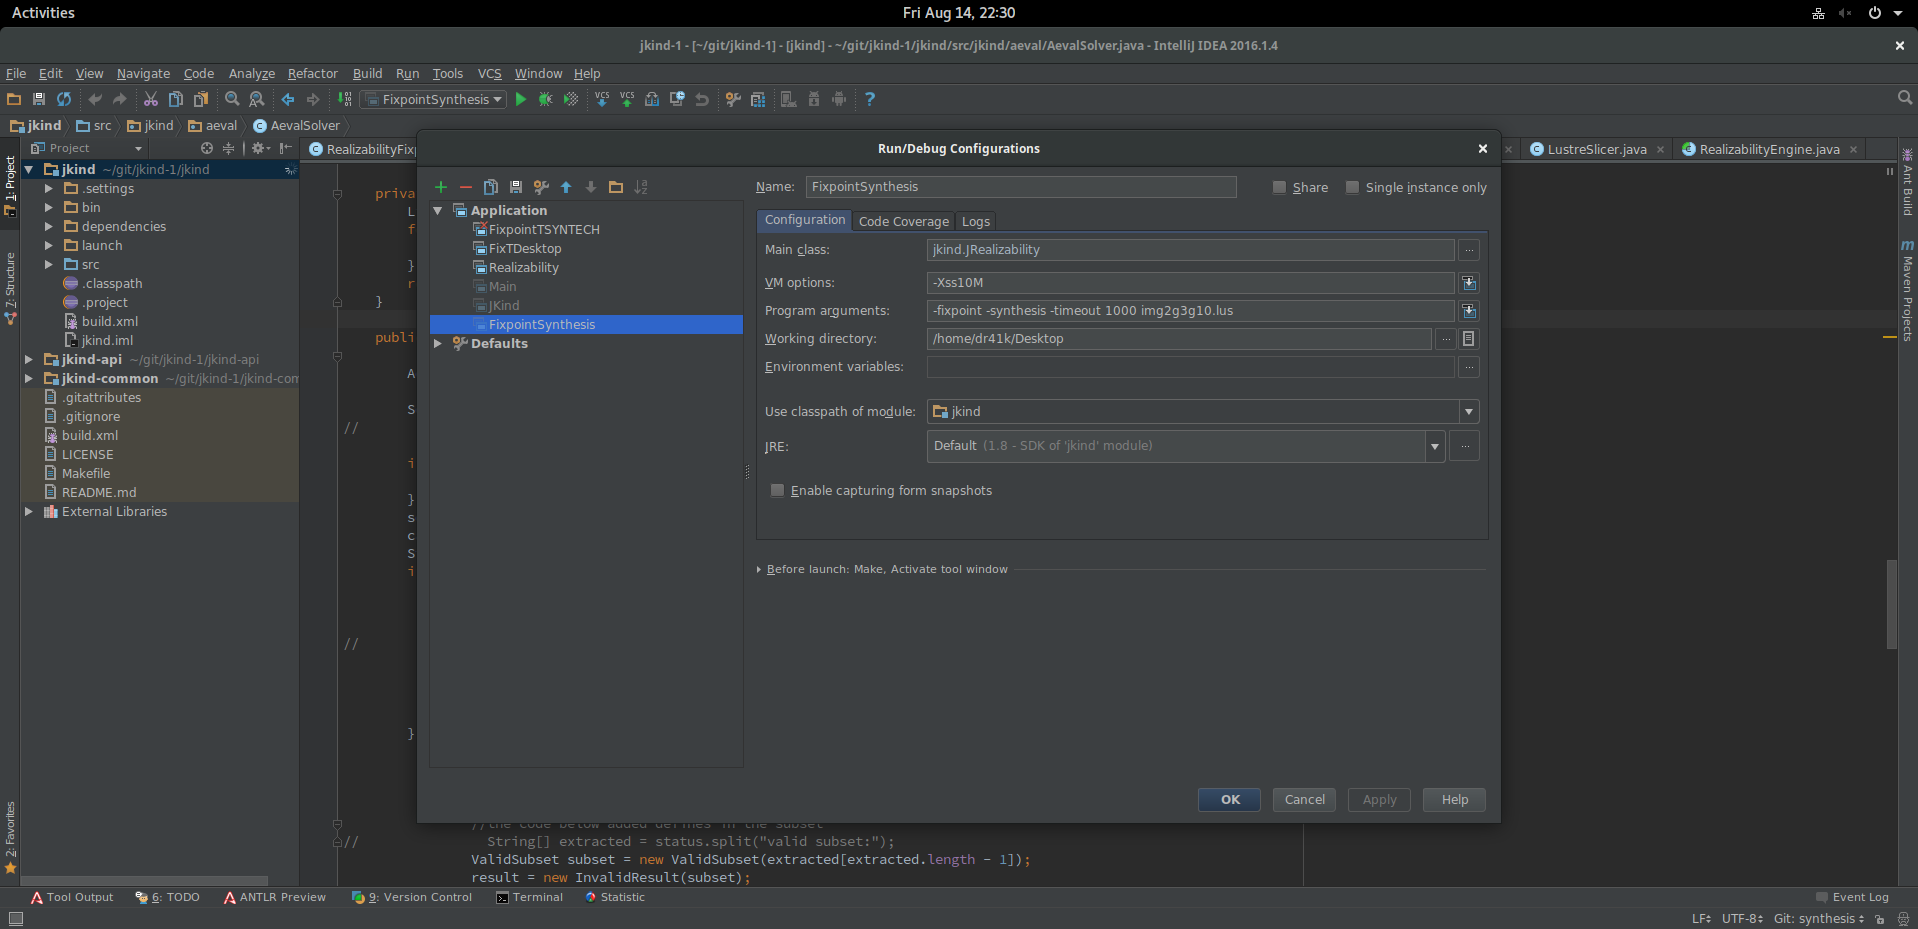 Activities
Fri Aug 14, 22:30
jkind-1 - [~/git/jkind-1] - [jkind] - ~/git/jkind-1/jkind/src/jkind/aeval/AevalSolver.java - IntelliJ IDEA 2016.1.4
File Edit View Navigate Code Analyze Refactor Build Run Tools VCS Window Help
FixpointSynthesis
jkind src jkind aeval AevalSolver
Project
RealizabilityFix
LustreSlicer.java
RealizabilityEngine.java
1: Project
7: Structure
2: Favorites
jkind ~/git/jkind-1/jkind
.settings
bin
dependencies
launch
src
.classpath
.project
build.xml
jkind.iml
jkind-api ~/git/jkind-1/jkind-api
jkind-common ~/git/jkind-1/jkind-com
.gitattributes
.gitignore
build.xml
LICENSE
Makefile
README.md
External Libraries
priva
L
f
}
r
}
publi
A
S
//
i
}
s
c
S
i
//
}
Run/Debug Configurations
Application
FixpointTSYNTECH
FixTDesktop
Realizability
Main
JKind
FixpointSynthesis
Defaults
Name: FixpointSynthesis
Share
Single instance only
Configuration Code Coverage Logs
Main class: jkind.JRealizability
VM options: -Xss10M
Program arguments: -fixpoint -synthesis -timeout 1000 img2g3g10.lus
Working directory: /home/dr41k/Desktop
Environment variables:
Use classpath of module: jkind
JRE: Default (1.8 - SDK of 'jkind' module)
Enable capturing form snapshots
Before launch: Make, Activate tool window
OK Cancel Apply Help
//the Code below added defines in the subset
// String[] extracted = status.split("valid subset:");
ValidSubset subset = new ValidSubset(extracted[extracted.length - 1]);
result = new InvalidResult(subset);
Ant Build
m Maven Projects
Tool Output 6: TODO ANTLR Preview 9: Version Control Terminal Statistic
Event Log
LF UTF-8 Git: synthesis